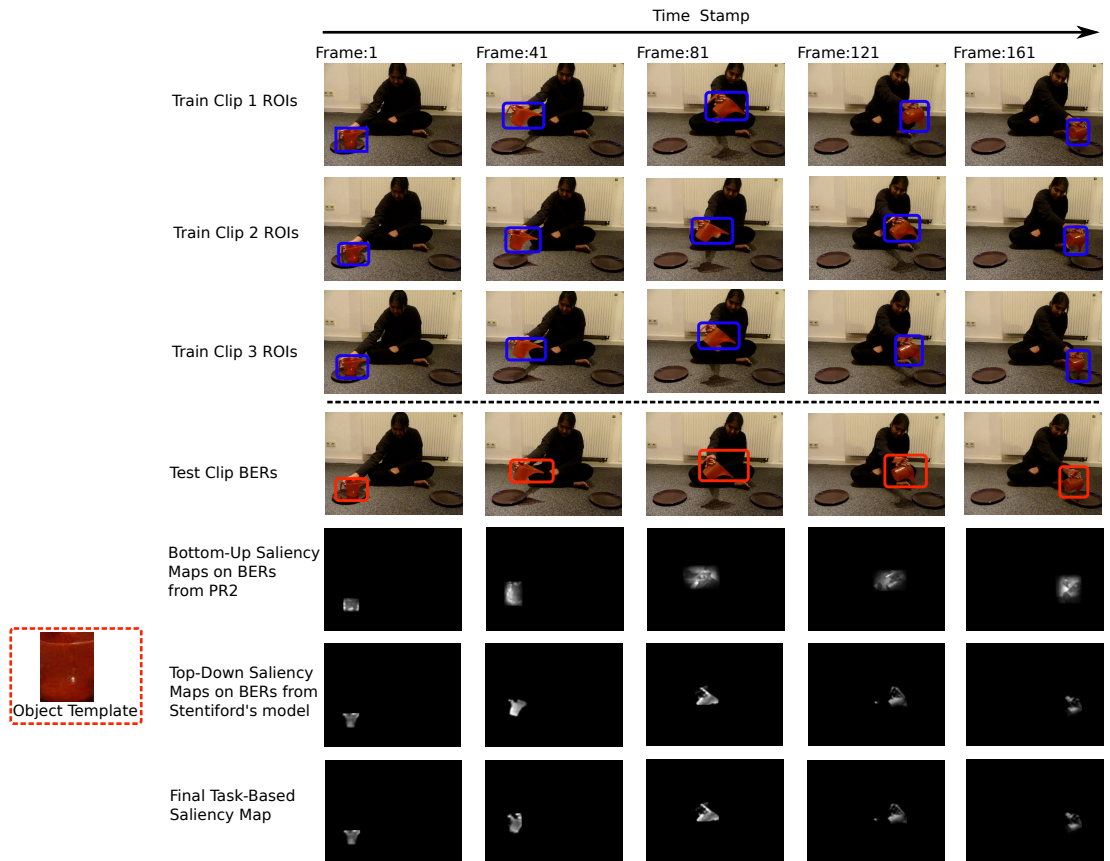 Time Stamp
Frame:1
Frame:41
Frame:81
Frame:121
Frame:161
Train Clip 1 ROIs
Train Clip 2 ROIs
Train Clip 3 ROIs
Test Clip BERs
Bottom-Up Saliency
Maps on BERs
from PR2
Object Template
Top-Down Saliency
Maps on BERs from
Stentiford's model
Final Task-Based
Saliency Map